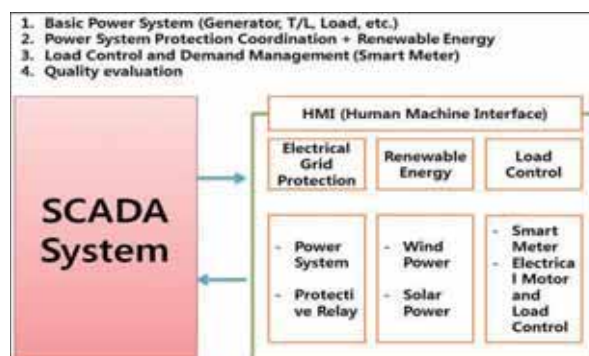 1. Basic Power System (Generator, T/L, Load, etc.)
2. Power System Protection Coordination + Renewable Energy
3. Load Control and Demand Management (Smart Meter)
4. Quality evaluation
SCADA
System
HMI (Human Machine Interface)
Electrical
Grid
Protection
Renewable
Energy
Load
Control
- Power
System
- Protecti
ve Relay
- Wind
Power
- Solar
Power
- Smart
Meter
- Electrica
l Motor
and
Load
Control